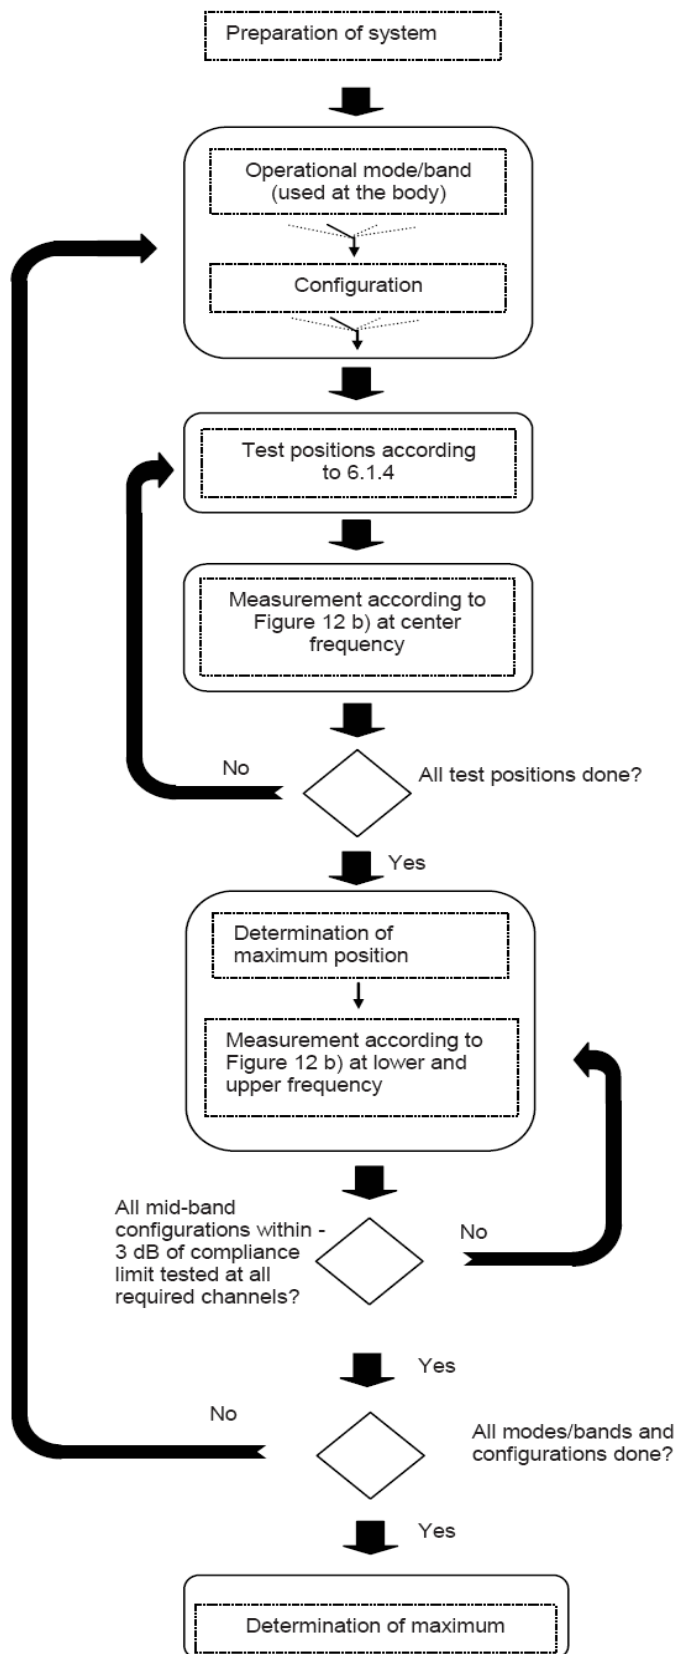 Preparation of system
Operational mode/band
(used at the body)
Configuration
Test positions according
to 6.1.4
Measurement according to
Figure 12 b) at center
frequency
No
All test positions done?
Yes
Determination of
maximum position
Measurement according to
Figure 12 b) at lower and
upper frequency
All mid-band
configurations within -
3 dB of compliance
limit tested at all
required channels?
No
Yes
No
All modes/bands and
configurations done?
Yes
Determination of maximum